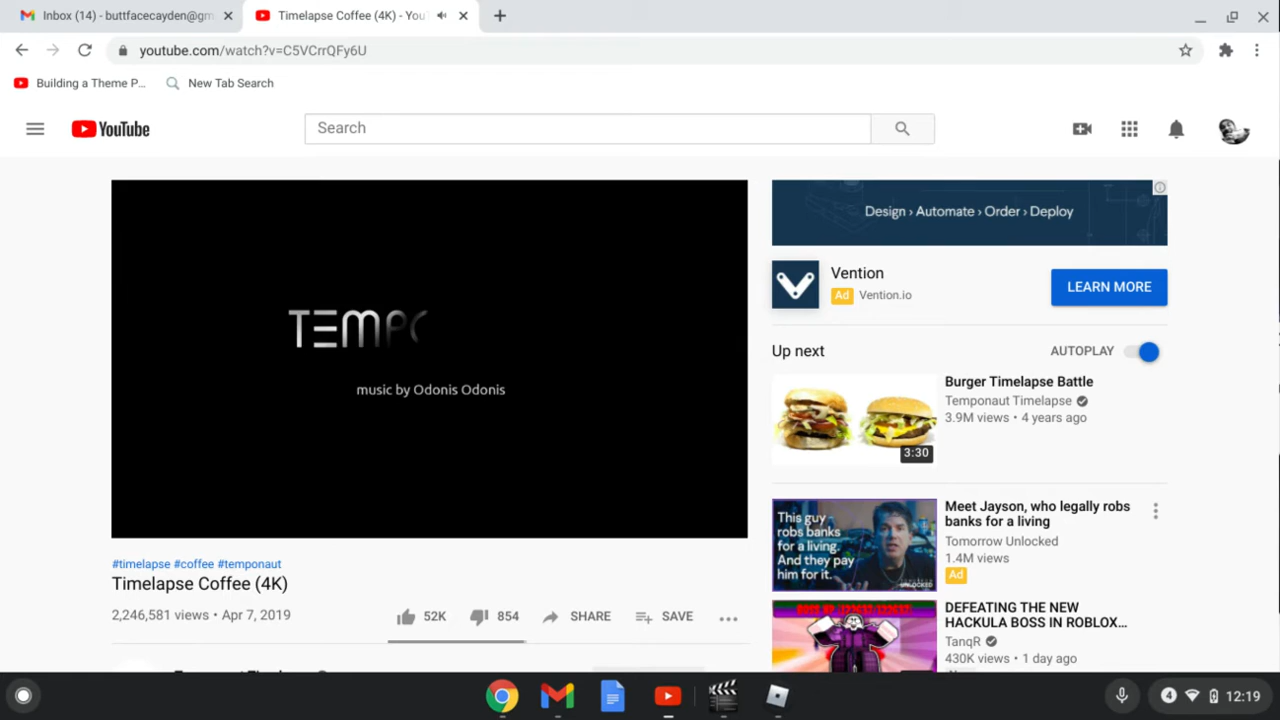 Inbox (14) - buttfacecayden@gm
Timelapse Coffee (4K) - You
youtube.com/watch?v=C5VCrrQFy6U
Building a Theme P...
New Tab Search
YouTube
Search
TEMPO
music by Odonis Odonis
Design › Automate › Order › Deploy
Vention
Ad Vention.io
LEARN MORE
Up next
AUTOPLAY
Burger Timelapse Battle
Temponaut Timelapse
3.9M views • 4 years ago
3:30
This guy robs banks for a living. And they pay him for it.
Meet Jayson, who legally robs
banks for a living
Tomorrow Unlocked
1.4M views
Ad
#timelapse #coffee #temponaut
Timelapse Coffee (4K)
2,246,581 views • Apr 7, 2019
52K
854
SHARE
SAVE
DEFEATING THE NEW
HACKULA BOSS IN ROBLOX...
TanqR
430K views • 1 day ago
4
12:19